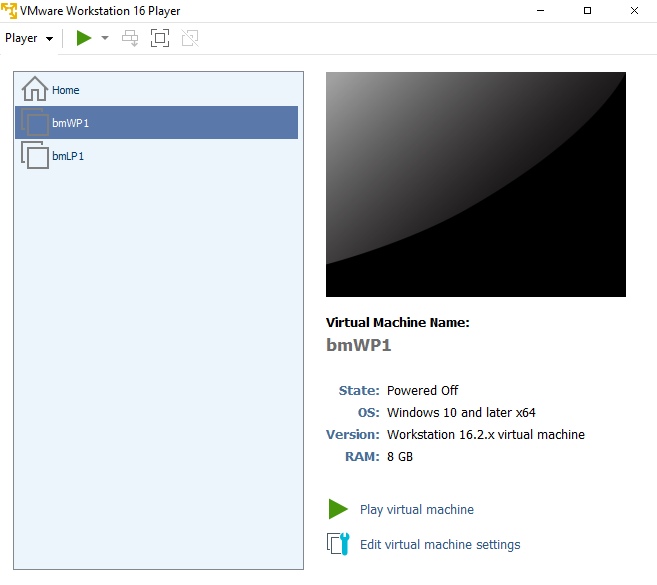 VMware Workstation 16 Player
Player
Home
bmWP1
bmLP1
Virtual Machine Name:
bmWP1
State: Powered Off
OS: Windows 10 and later x64
Version: Workstation 16.2.x virtual machine
RAM: 8 GB
Play virtual machine
Edit virtual machine settings